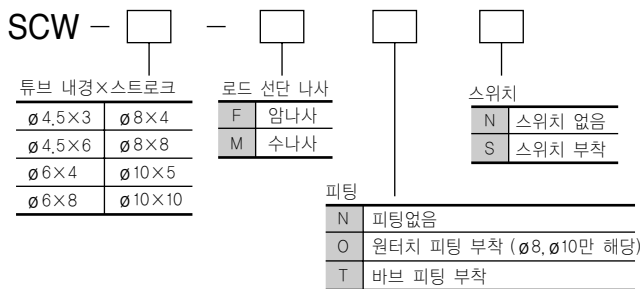 SCW - □ - □ □ □
튜브 내경×스트로크
ø4.5×3 ø8×4
ø4.5×6 ø8×8
ø6×4 ø10×5
ø6×8 ø10×10
로드 선단 나사
F 암나사
M 수나사
스위치
N 스위치 없음
S 스위치 부착
피팅
N 피팅없음
O 원터치 피팅 부착 (ø8, ø10만 해당)
T 바브 피팅 부착